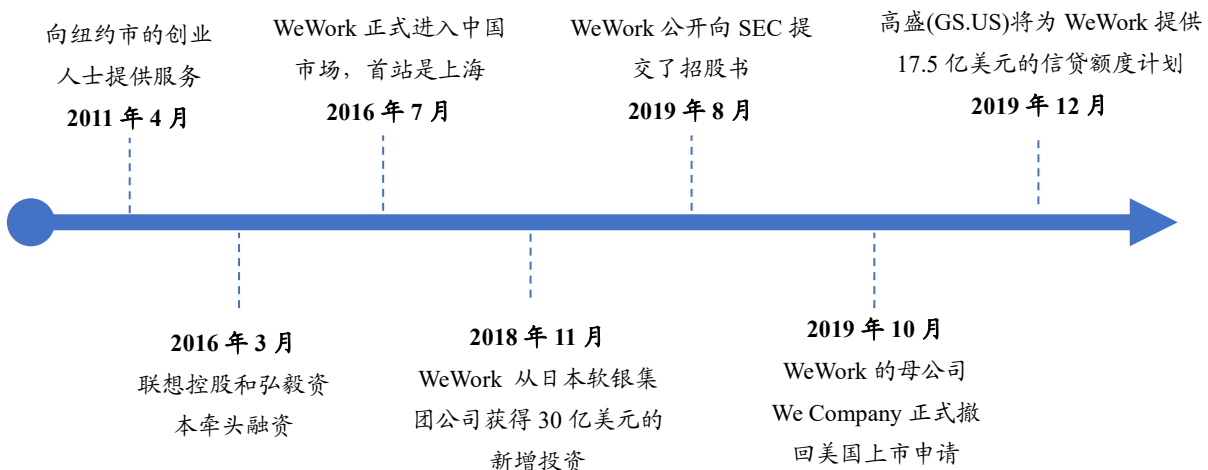 向纽约市的创业
人士提供服务
2011 年 4 月
WeWork 正式进入中国
市场，首站是上海
2016 年 7 月
WeWork 公开向 SEC 提
交了招股书
2019 年 8 月
高盛(GS.US)将为 WeWork 提供
17.5 亿美元的信贷额度计划
2019 年 12 月
2016 年 3 月
联想控股和弘毅资
本牵头融资
2018 年 11 月
WeWork 从日本软银集
团公司获得 30 亿美元的
新增投资
2019 年 10 月
WeWork 的母公司
We Company 正式撤
回美国上市申请